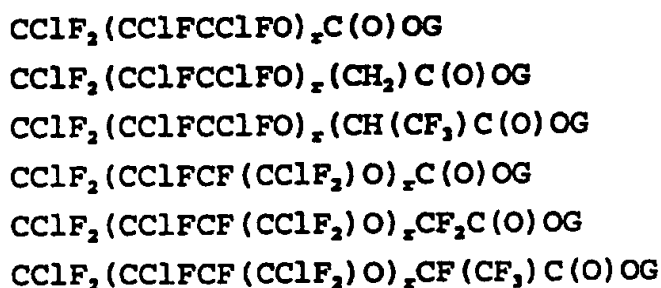 CClF₂(CClFCClFO)ₓC(O)OG
CClF₂(CClFCClFO)ₓ(CH₂)C(O)OG
CClF₂(CClFCClFO)ₓ(CH(CF₃)C(O)OG
CClF₂(CClFCF(CClF₂)O)ₓC(O)OG
CClF₂(CClFCF(CClF₂)O)ₓCF₂C(O)OG
CClF₂(CClFCF(CClF₂)O)ₓCF(CF₃)C(O)OG